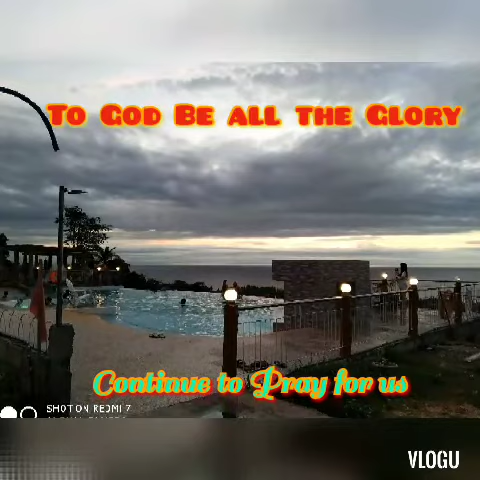 To God Be all the Glory
Continue to Pray for us
SHOT ON REDMI 7
VLOGU